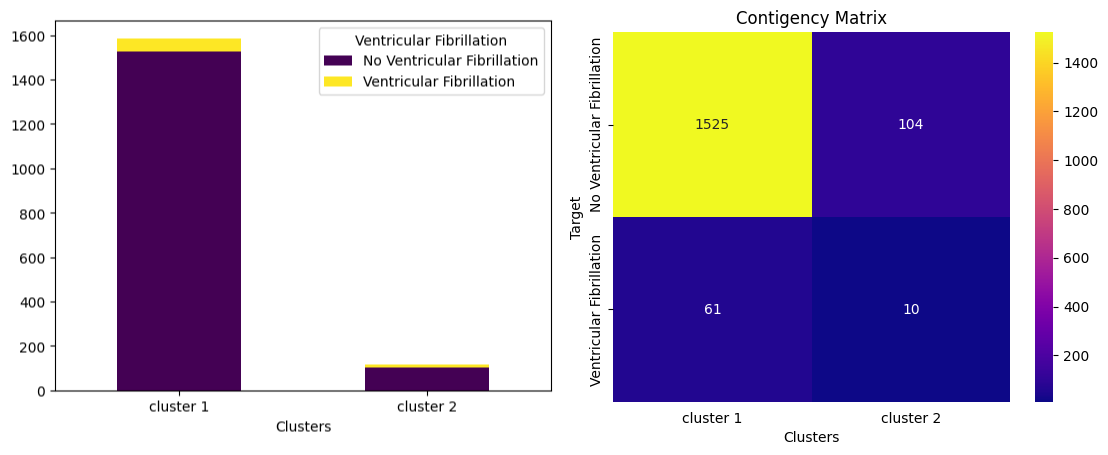 1600
1400
1200
1000
800
600
400
200
0
Ventricular Fibrillation
No Ventricular Fibrillation
Ventricular Fibrillation
cluster 1
cluster 2
Clusters
Contigency Matrix
Target
No Ventricular Fibrillation
Ventricular Fibrillation
1525
104
61
10
cluster 1
cluster 2
Clusters
1400
1200
1000
800
600
400
200